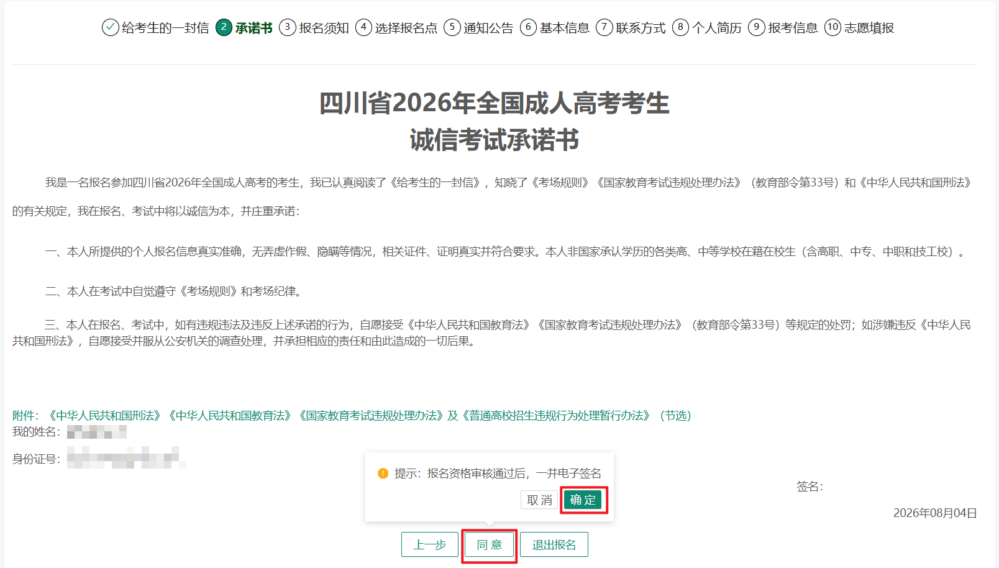 给考生的一封信 2 承诺书 3 报名须知 4 选择报名点 5 通知公告 6 基本信息 7 联系方式 8 个人简历 9 报考信息 10 志愿填报
四川省2026年全国成人高考考生
诚信考试承诺书
我是一名报名参加四川省2026年全国成人高考的考生，我已认真阅读了《给考生的一封信》，知晓了《考场规则》《国家教育考试违规处理办法》（教育部令第33号）和《中华人民共和国刑法》
的有关规定，我在报名、考试中将以诚信为本，并庄重承诺：
一、本人所提供的个人报名信息真实准确，无弄虚作假、隐瞒等情况，相关证件、证明真实并符合要求。本人非国家承认学历的各类高、中等学校在籍在校生（含高职、中专、中职和技工校）。
二、本人在考试中自觉遵守《考场规则》和考场纪律。
三、本人在报名、考试中，如有违规违法及违反上述承诺的行为，自愿接受《中华人民共和国教育法》《国家教育考试违规处理办法》（教育部令第33号）等规定的处罚；如涉嫌违反《中华人民
共和国刑法》，自愿接受并服从公安机关的调查处理，并承担相应的责任和由此造成的一切后果。
附件：《中华人民共和国刑法》《中华人民共和国教育法》《国家教育考试违规处理办法》及《普通高校招生违规行为处理暂行办法》（节选）
我的姓名：
身份证号：
提示：报名资格审核通过后，一并电子签名
取 消 确 定
签名：
2026年08月04日
上一步 同 意 退出报名